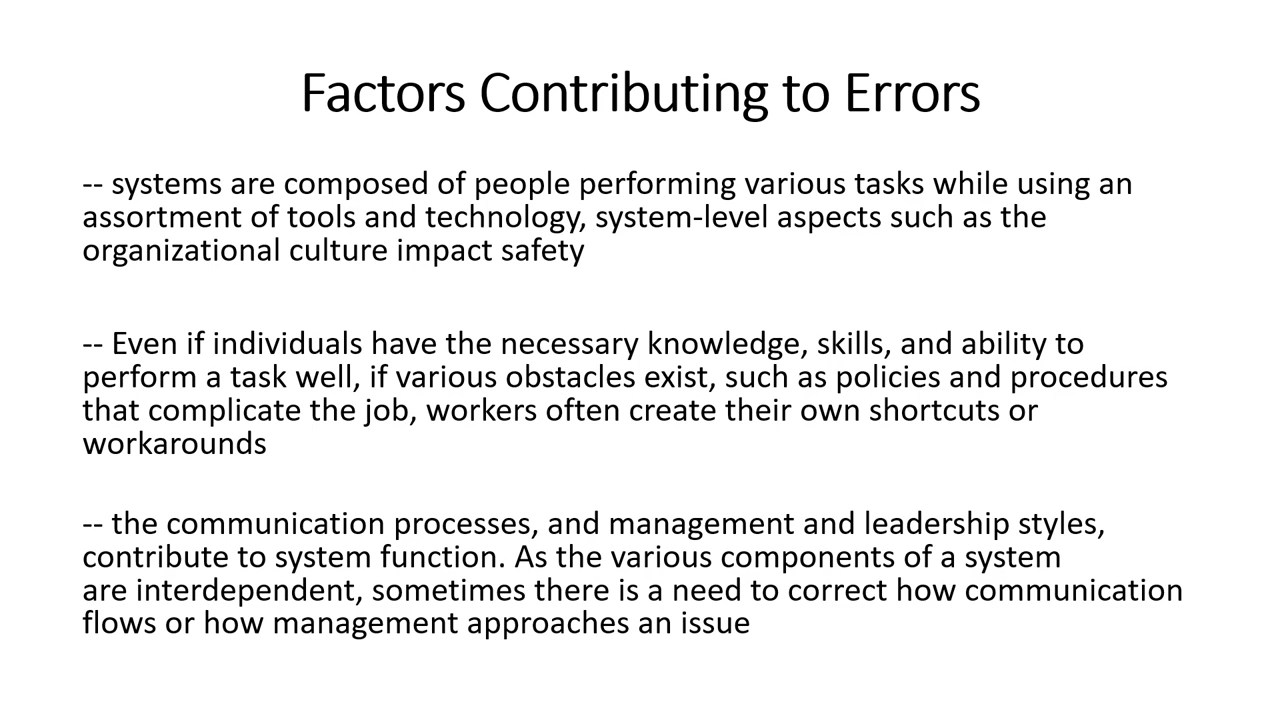 Factors Contributing to Errors
-- systems are composed of people performing various tasks while using an
assortment of tools and technology, system-level aspects such as the
organizational culture impact safety
-- Even if individuals have the necessary knowledge, skills, and ability to
perform a task well, if various obstacles exist, such as policies and procedures
that complicate the job, workers often create their own shortcuts or
workarounds
-- the communication processes, and management and leadership styles,
contribute to system function. As the various components of a system
are interdependent, sometimes there is a need to correct how communication
flows or how management approaches an issue